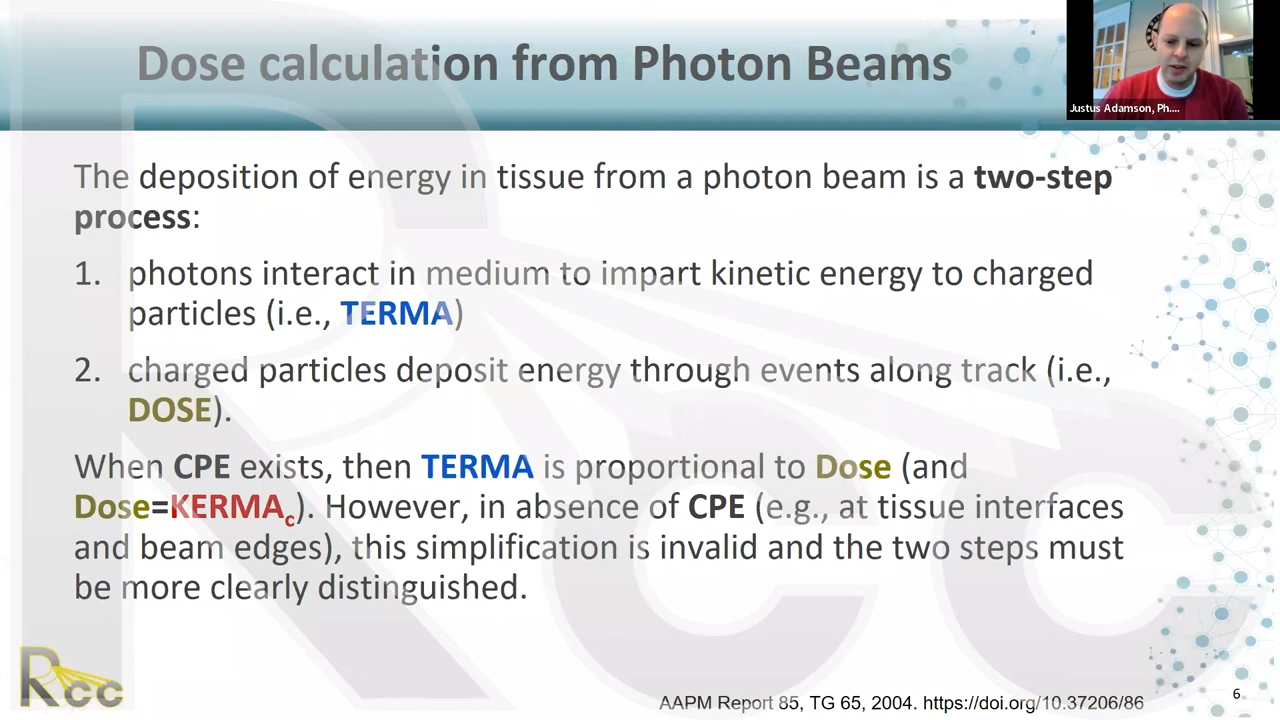 Dose calculation from Photon Beams
Justus Adamson, Ph....
The deposition of energy in tissue from a photon beam is a two-step
process:
1. photons interact in medium to impart kinetic energy to charged
particles (i.e., TERMA)
2. charged particles deposit energy through events along track (i.e.,
DOSE).
When CPE exists, then TERMA is proportional to Dose (and
Dose=KERMAc). However, in absence of CPE (e.g., at tissue interfaces
and beam edges), this simplification is invalid and the two steps must
be more clearly distinguished.
Rcc
AAPM Report 85, TG 65, 2004. https://doi.org/10.37206/86
6
Rcc